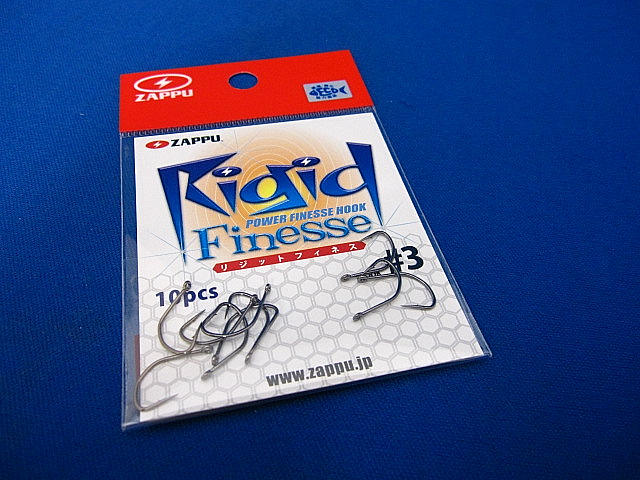 ZAPPU
ZAPPU
Rigid
POWER FINESSE HOOK
Finesse
リジットフィネス
#3
10pcs
www.zappu.jp